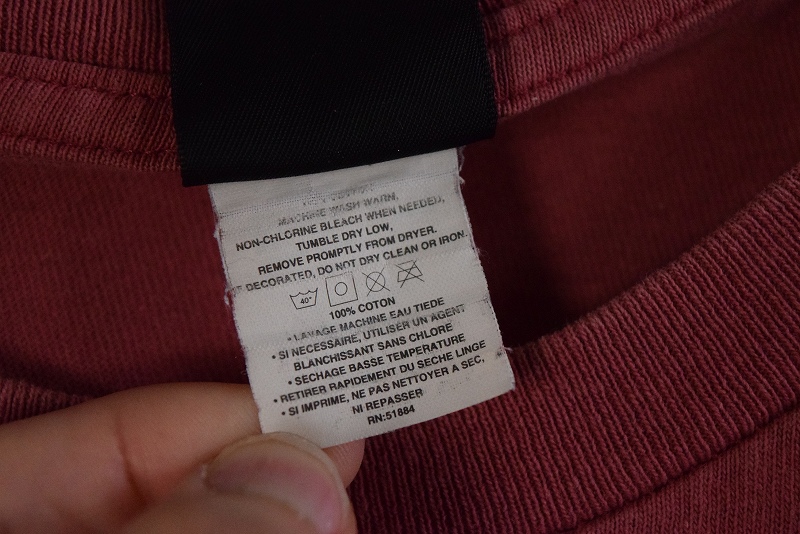 MACHINE WASH WARM,
NON-CHLORINE BLEACH WHEN NEEDED,
TUMBLE DRY LOW,
REMOVE PROMPTLY FROM DRYER.
DECORATED, DO NOT DRY CLEAN OR IRON.
40°
100% COTON
• LAVAGE MACHINE EAU TIEDE
• SI NECESSAIRE, UTILISER UN AGENT
BLANCHISSANT SANS CHLORE
• SECHAGE BASSE TEMPERATURE
• RETIRER RAPIDEMENT DU SECHE LINGE
• SI IMPRIME, NE PAS NETTOYER A SEC,
NI REPASSER
RN:51884